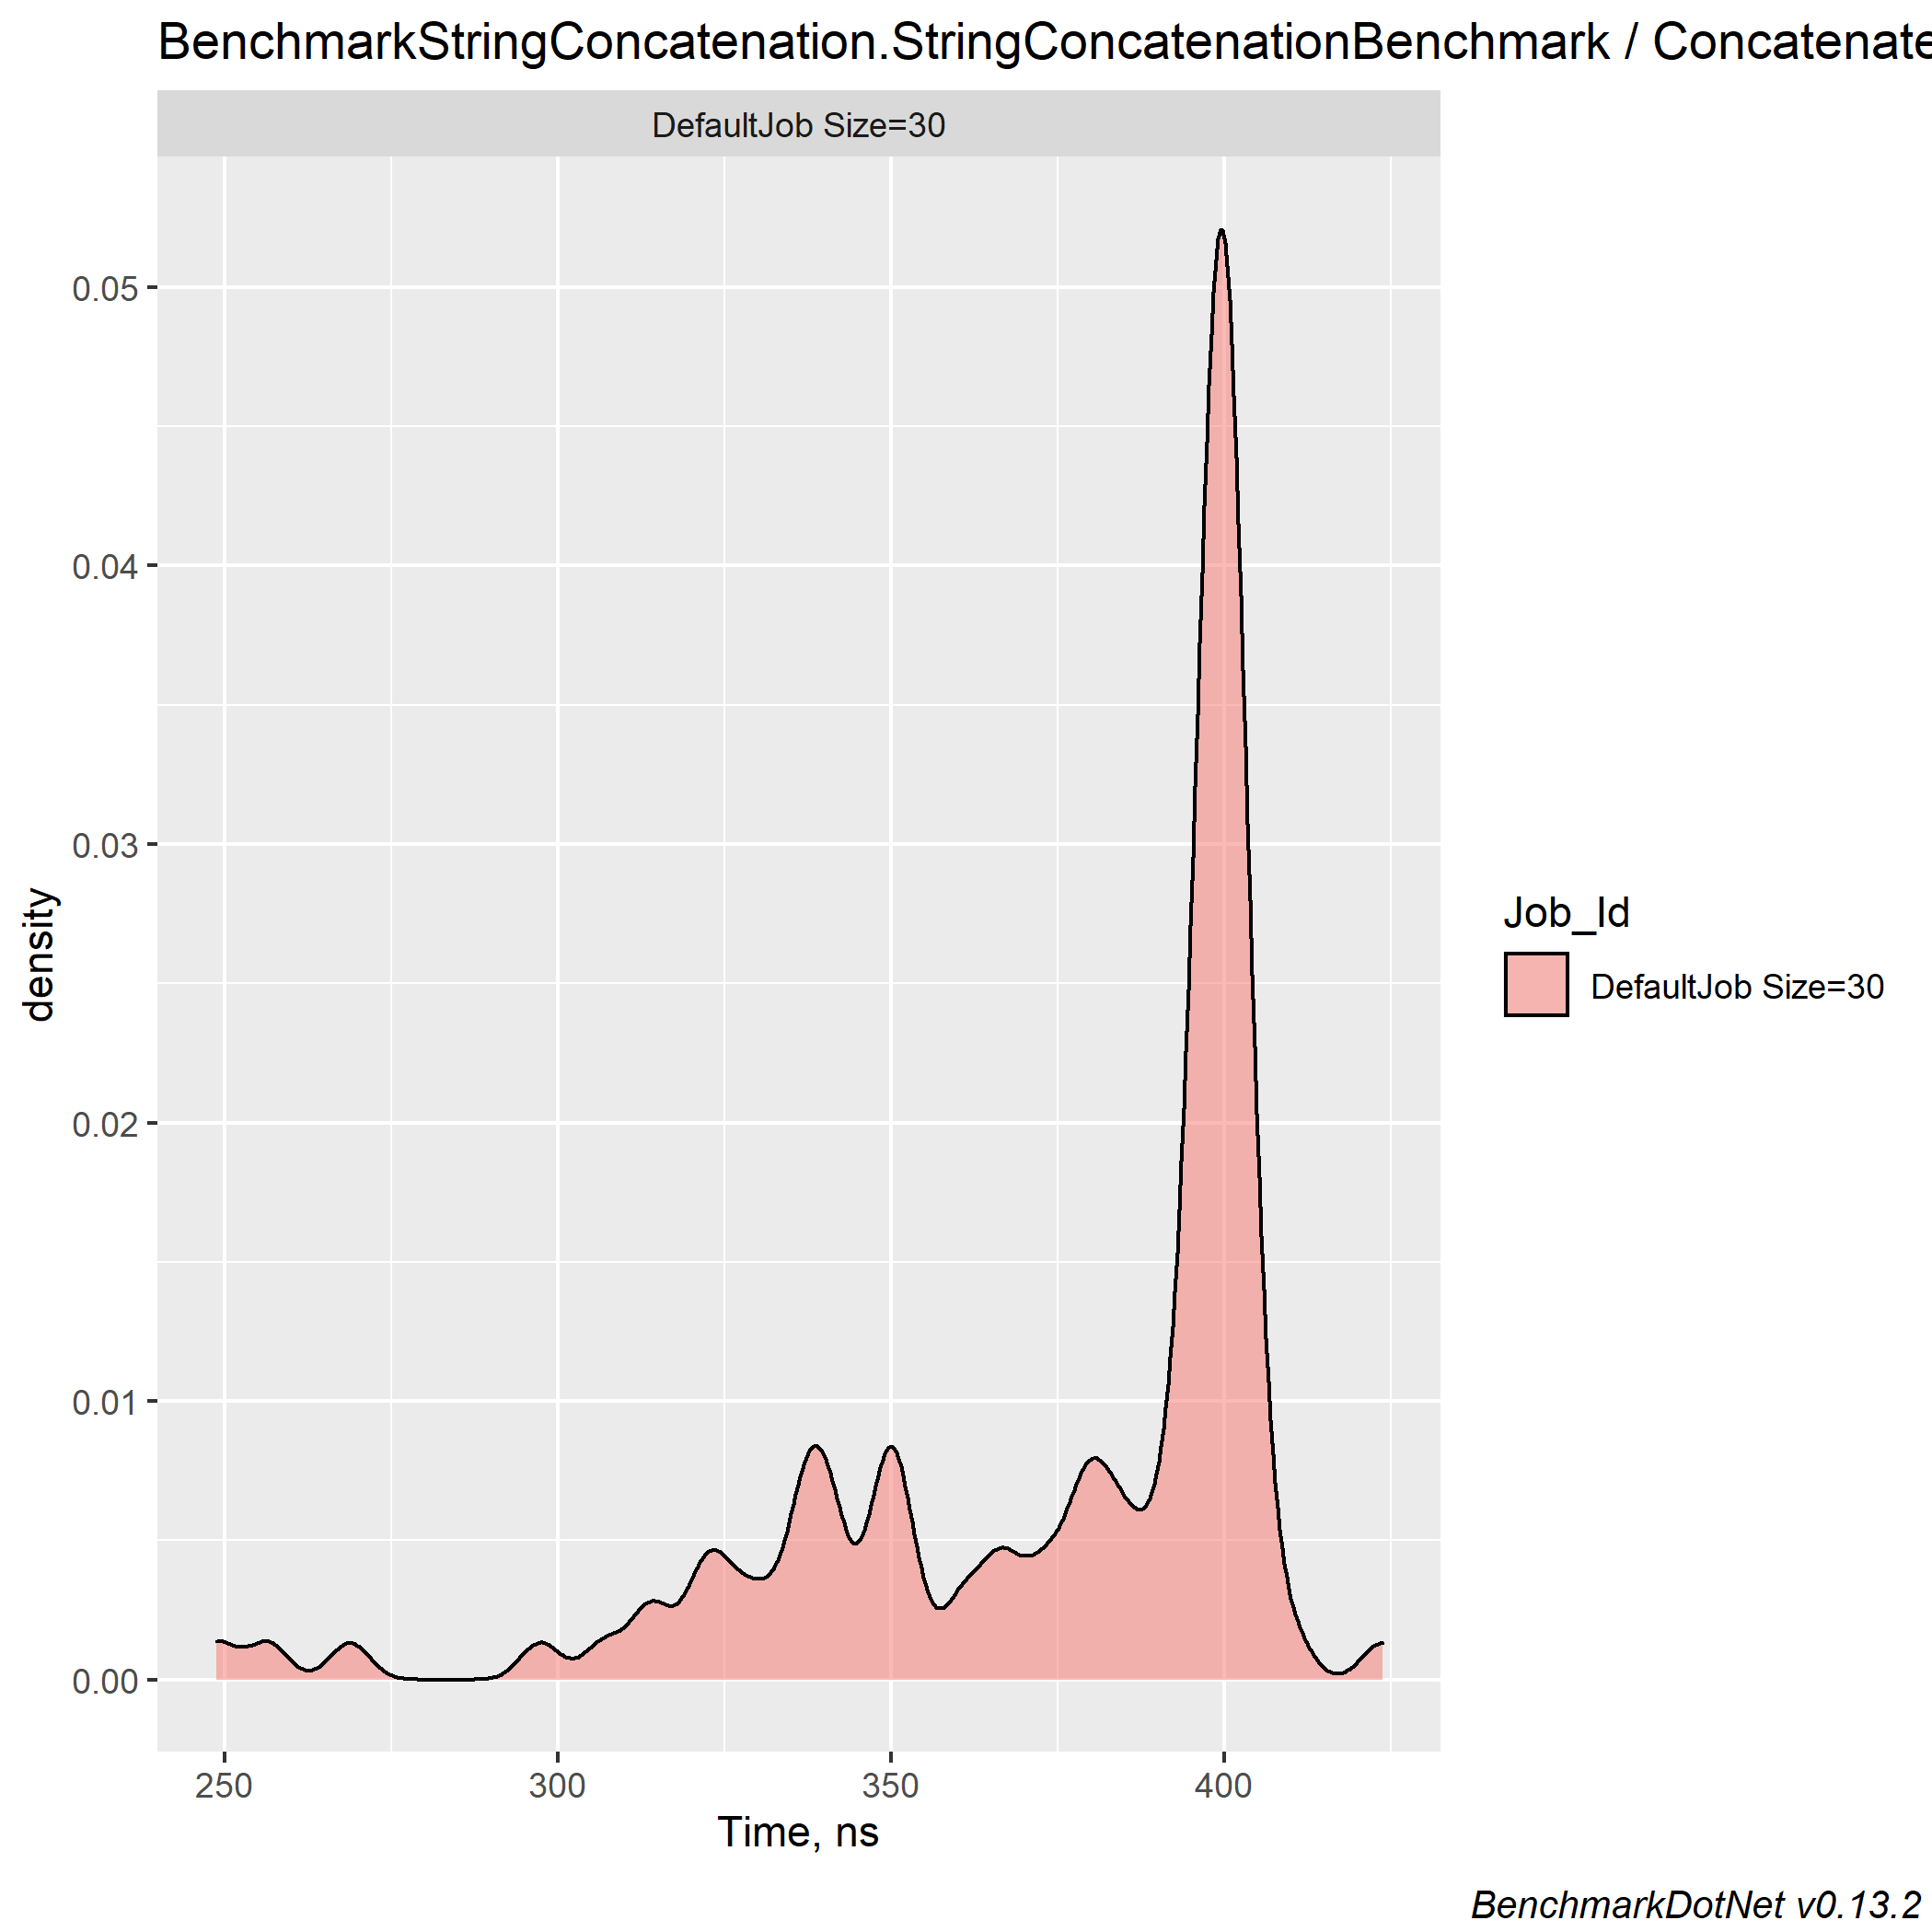 BenchmarkStringConcatenation.StringConcatenationBenchmark / Concatenate
DefaultJob Size=30
0.05
0.04
0.03
0.02
0.01
0.00
density
250 300 350 400
Time, ns
Job_Id
DefaultJob Size=30
BenchmarkDotNet v0.13.2